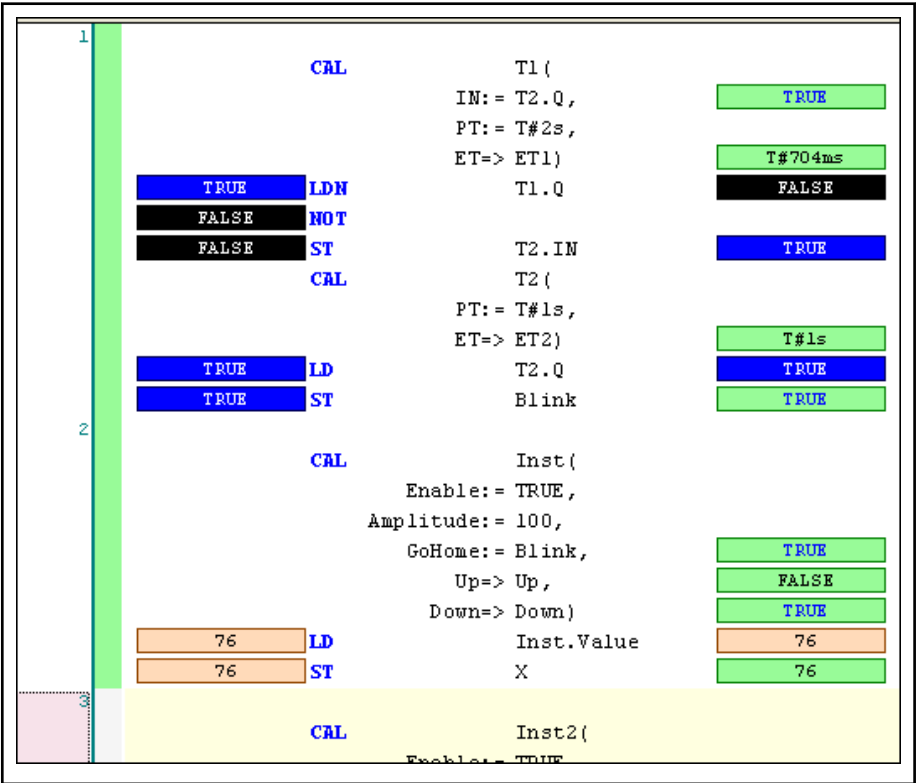 1
CAL T1(
IN:= T2.Q, TRUE
PT:= T#2s,
ET=> ET1) T#704ms
TRUE LDN T1.Q FALSE
FALSE NOT
FALSE ST T2.IN TRUE
CAL T2(
PT:= T#1s,
ET=> ET2) T#1s
TRUE LD T2.Q TRUE
TRUE ST Blink TRUE
2
CAL Inst(
Enable:= TRUE,
Amplitude:= 100,
GoHome:= Blink, TRUE
Up=> Up, FALSE
Down=> Down) TRUE
76 LD Inst.Value 76
76 ST X 76
3
CAL Inst2(
Enable:= TRUE